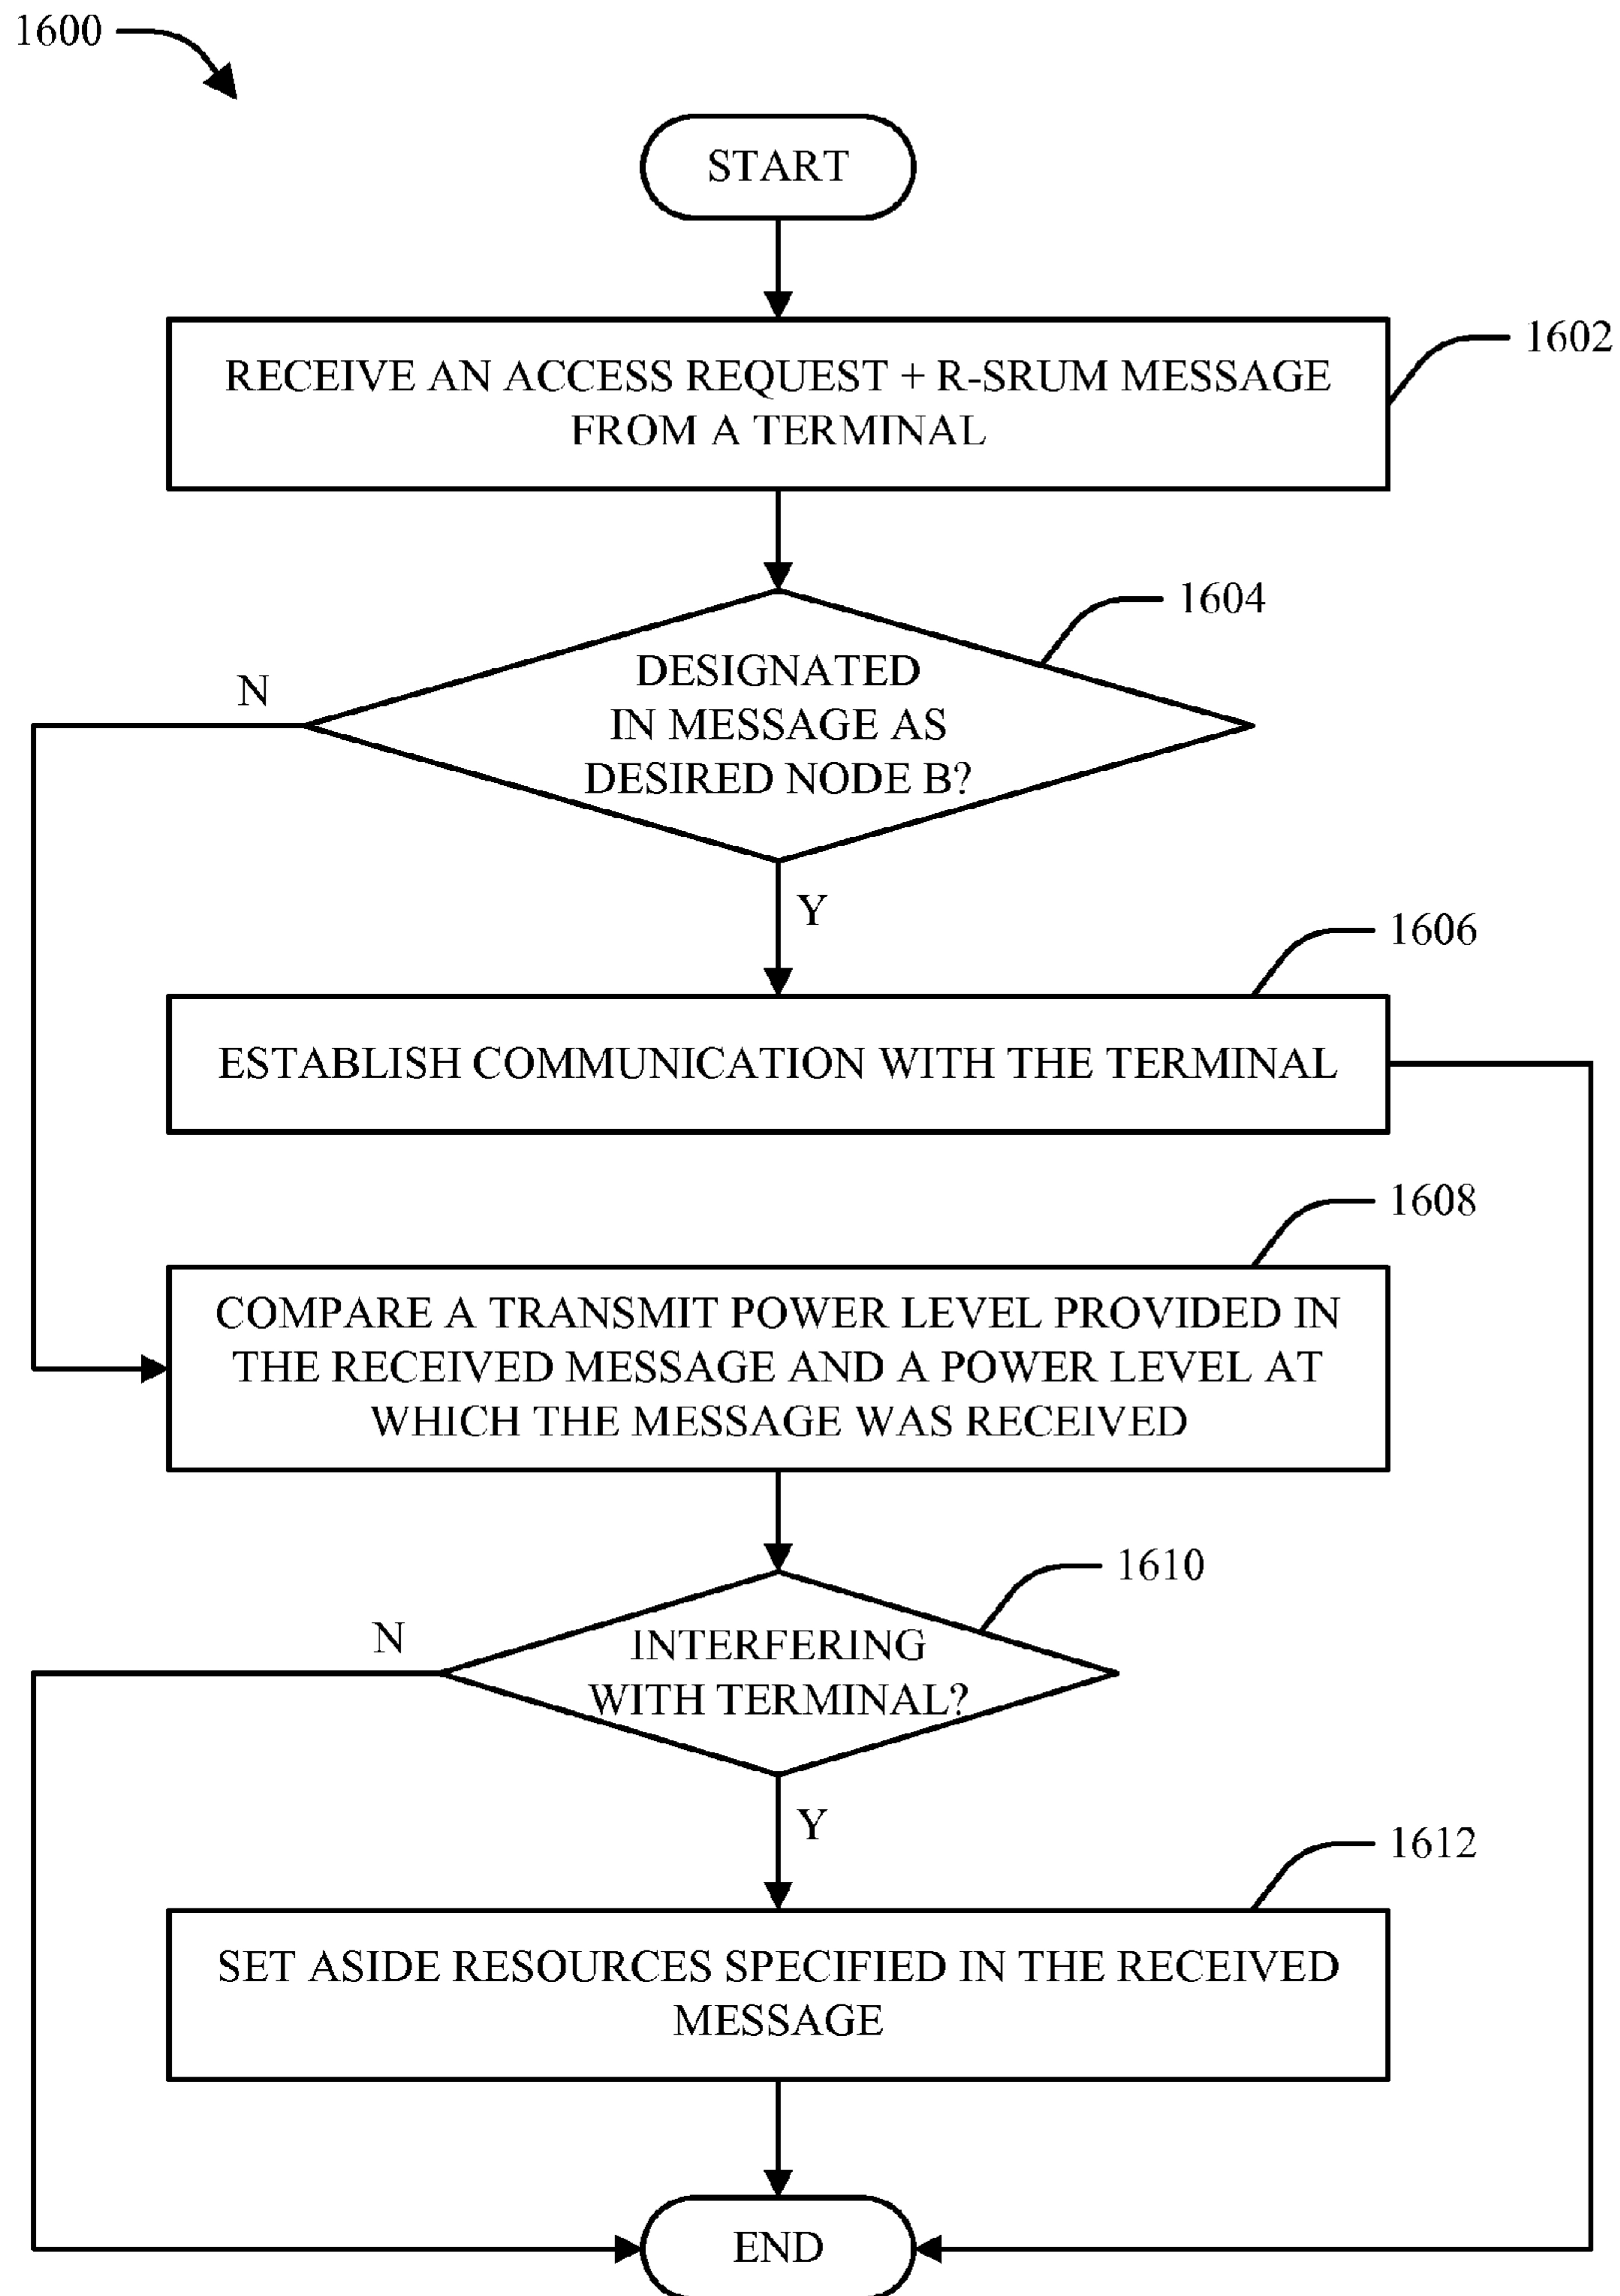 1600
START
RECEIVE AN ACCESS REQUEST + R-SRUM MESSAGE
FROM A TERMINAL
1602
1604
DESIGNATED
IN MESSAGE AS
DESIRED NODE B?
N
Y
1606
ESTABLISH COMMUNICATION WITH THE TERMINAL
1608
COMPARE A TRANSMIT POWER LEVEL PROVIDED IN
THE RECEIVED MESSAGE AND A POWER LEVEL AT
WHICH THE MESSAGE WAS RECEIVED
1610
INTERFERING
WITH TERMINAL?
N
Y
1612
SET ASIDE RESOURCES SPECIFIED IN THE RECEIVED
MESSAGE
END